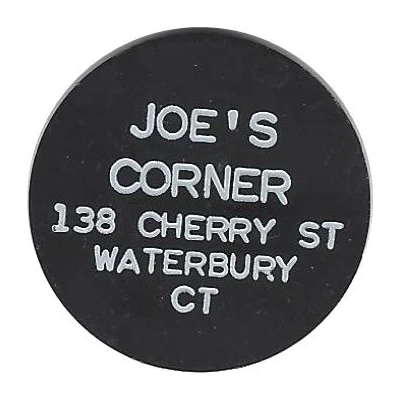 JOE'S
CORNER
138 CHERRY ST
WATERBURY
CT